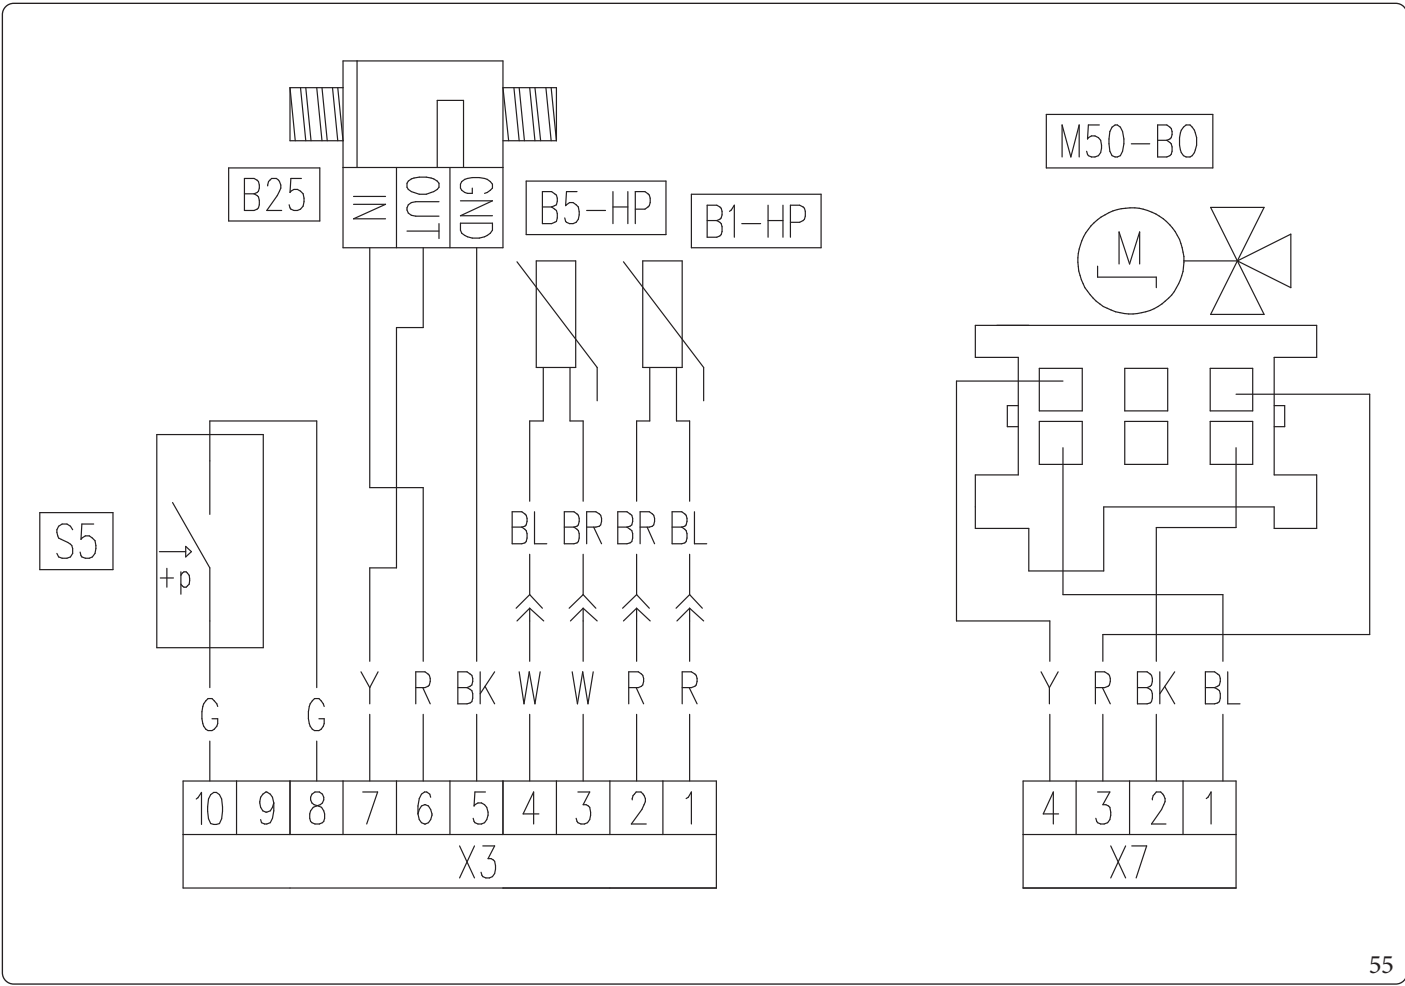 M50-BO
B25
IN
OUT
GND
B5-HP
B1-HP
M
S5
+p
BL BR BR BL
Y R BK W W R R
G G
Y R BK BL
10 9 8 7 6 5 4 3 2 1
X3
4 3 2 1
X7
55